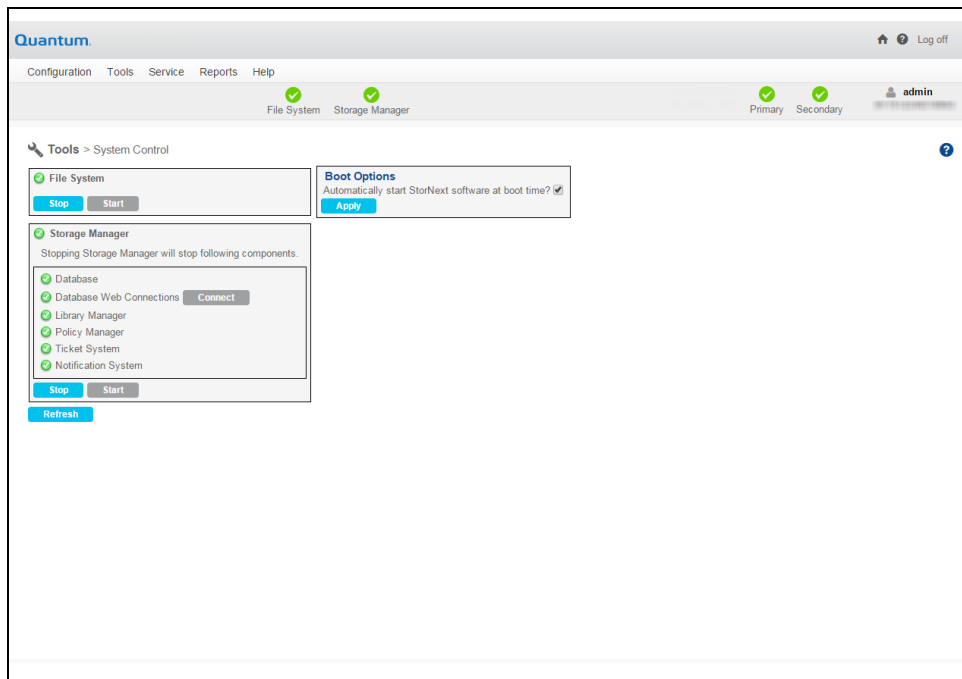 Quantum.
Log off
Configuration Tools Service Reports Help
File System Storage Manager
Primary Secondary
admin
Tools > System Control
File System
Stop Start
Boot Options
Automatically start StorNext software at boot time?
Apply
Storage Manager
Stopping Storage Manager will stop following components.
Database
Database Web Connections Connect
Library Manager
Policy Manager
Ticket System
Notification System
Stop Start
Refresh